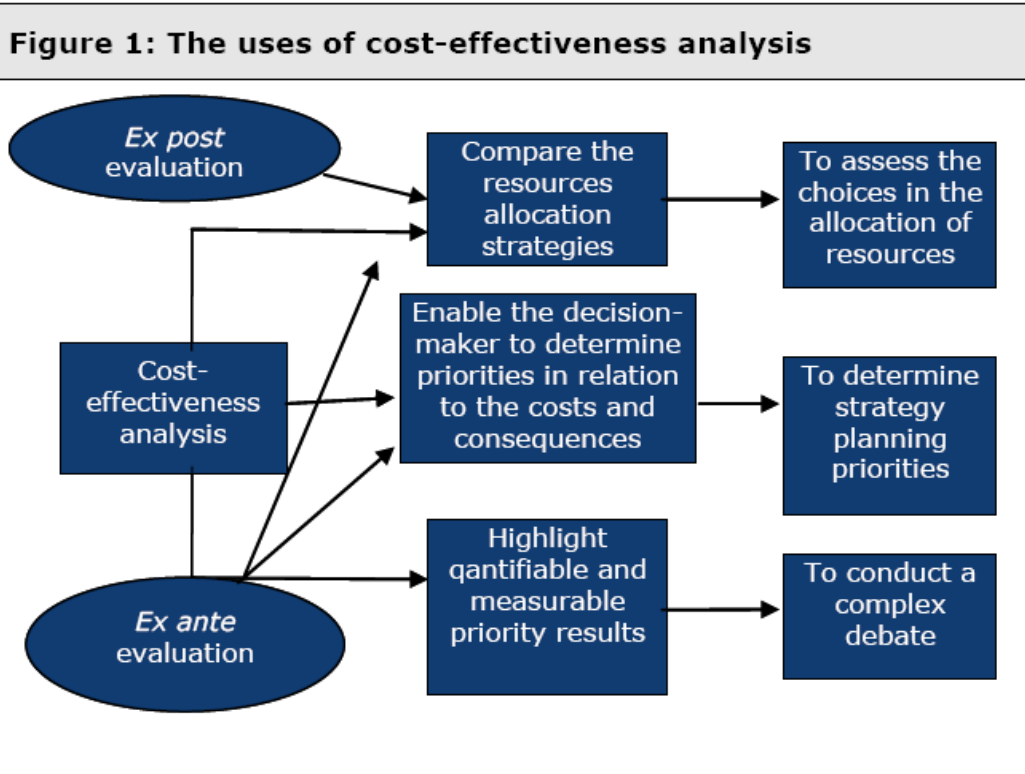 Figure 1: The uses of cost-effectiveness analysis
Ex post
evaluation
Compare the
resources
allocation
strategies
To assess the
choices in the
allocation of
resources
Cost-
effectiveness
analysis
Enable the decision-
maker to determine
priorities in relation
to the costs and
consequences
To determine
strategy
planning
priorities
Ex ante
evaluation
Highlight
qantifiable and
measurable
priority results
To conduct a
complex
debate